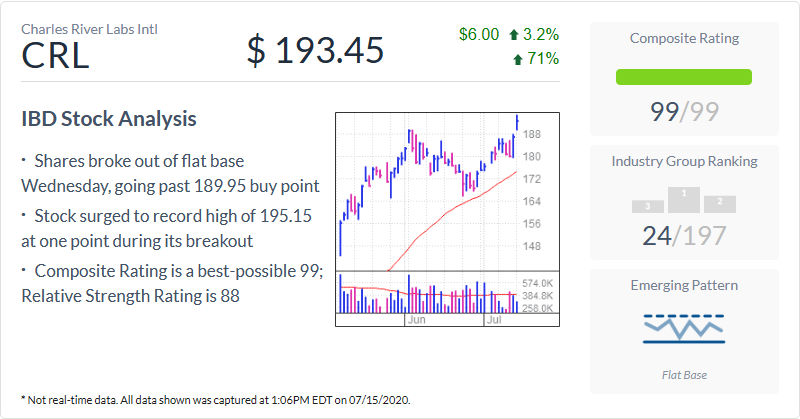 Charles River Labs Intl
CRL
$ 193.45
$6.00 3.2%
71%
IBD Stock Analysis
• Shares broke out of flat base
Wednesday, going past 189.95 buy point
• Stock surged to record high of 195.15
at one point during its breakout
• Composite Rating is a best-possible 99;
Relative Strength Rating is 88
188
180
172
164
156
148
574.0K
384.8K
258.0K
Jun
Jul
Composite Rating
99/99
Industry Group Ranking
3
1
2
24/197
Emerging Pattern
Flat Base
* Not real-time data. All data shown was captured at 1:06PM EDT on 07/15/2020.